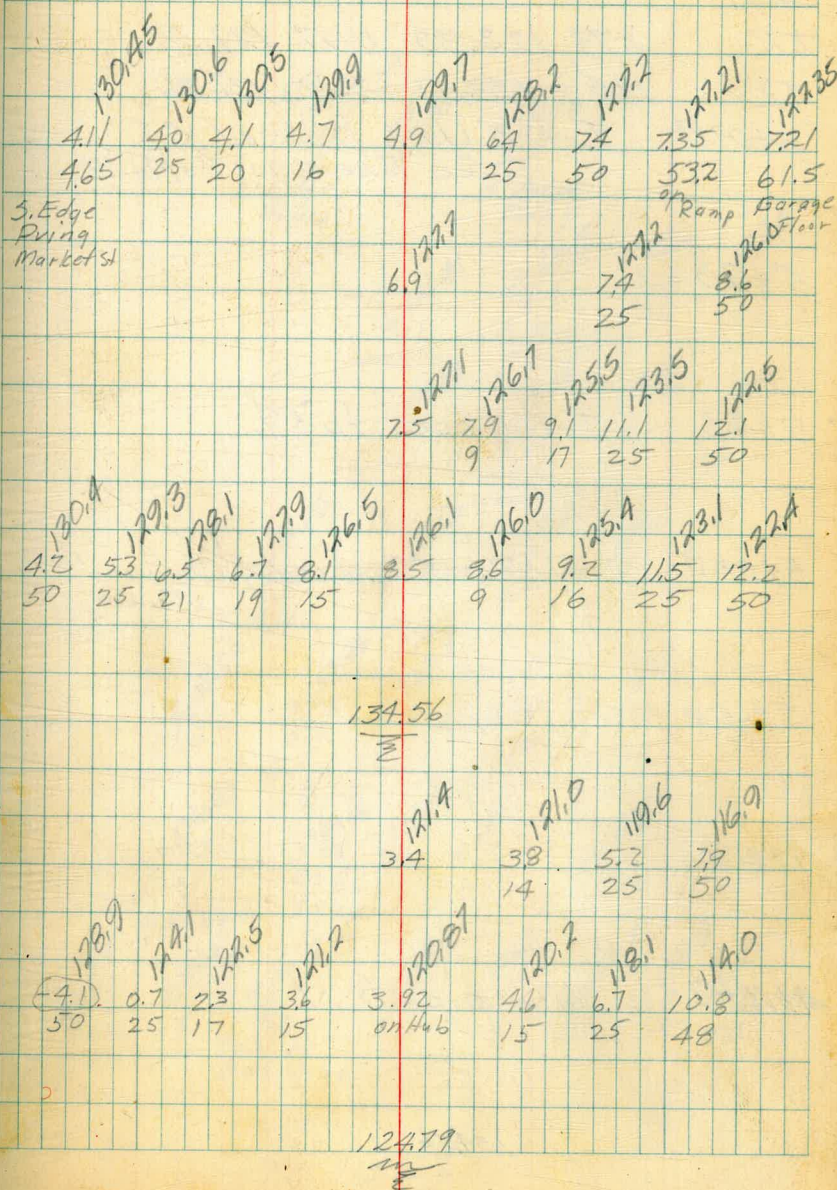 130.45 130.6 130.5 129.9 129.7 128.2 127.2 127.21 122.35
4.11 4.0 4.1 4.7 4.9 6.4 7.4 7.35 7.21
46.5 25 20 16 25 50 53.2 61.5
S. Edge on Ramp Garage
Pving Floor
Market St
127.7 127.2 126.0
6.9 7.4 8.6
25 50
127.1 126.7 125.5 123.5 122.5
7.5 7.9 9.1 11.1 12.1
9 17 25 50
130.4 129.3 128.1 127.9 126.5 126.1 126.0 125.4 123.1 122.4
4.2 5.3 6.5 6.7 8.1 8.5 8.6 9.2 11.5 12.2
50 25 21 19 15 9 16 25 50
134.56
121.4 121.0 119.6 116.9
3.4 3.8 5.2 7.9
14 25 50
128.9 124.1 122.5 121.2 120.87 120.2 118.1 114.0
-4.1 0.7 2.3 3.6 3.92 4.6 6.7 10.8
50 25 17 15 on Hub 15 25 48
124.79